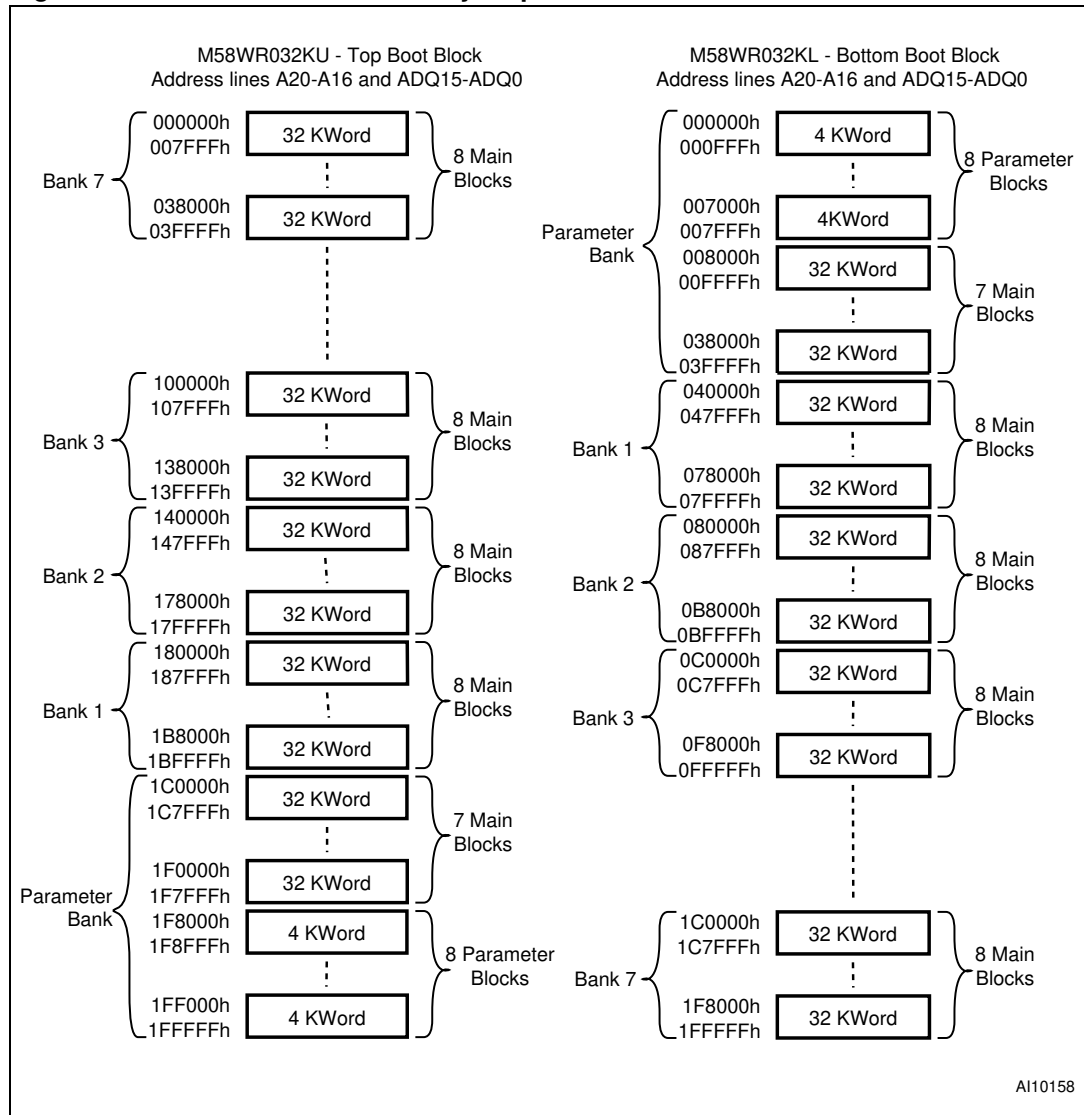 M58WR032KU - Top Boot Block
Address lines A20-A16 and ADQ15-ADQ0
Bank 7
000000h
007FFFh
32 KWord
038000h
03FFFFh
32 KWord
8 Main
Blocks
Bank 3
100000h
107FFFh
32 KWord
138000h
13FFFFh
32 KWord
8 Main
Blocks
Bank 2
140000h
147FFFh
32 KWord
178000h
17FFFFh
32 KWord
8 Main
Blocks
Bank 1
180000h
187FFFh
32 KWord
1B8000h
1BFFFFh
32 KWord
8 Main
Blocks
Parameter
Bank
1C0000h
1C7FFFh
32 KWord
1F0000h
1F7FFFh
32 KWord
7 Main
Blocks
1F8000h
1F8FFFh
4 KWord
1FF000h
1FFFFFh
4 KWord
8 Parameter
Blocks
M58WR032KL - Bottom Boot Block
Address lines A20-A16 and ADQ15-ADQ0
Parameter
Bank
000000h
000FFFh
4 KWord
007000h
007FFFh
4KWord
8 Parameter
Blocks
008000h
00FFFFh
32 KWord
038000h
03FFFFh
32 KWord
7 Main
Blocks
Bank 1
040000h
047FFFh
32 KWord
078000h
07FFFFh
32 KWord
8 Main
Blocks
Bank 2
080000h
087FFFh
32 KWord
0B8000h
0BFFFFh
32 KWord
8 Main
Blocks
Bank 3
0C0000h
0C7FFFh
32 KWord
0F8000h
0FFFFFh
32 KWord
8 Main
Blocks
Bank 7
1C0000h
1C7FFFh
32 KWord
1F8000h
1FFFFFh
32 KWord
8 Main
Blocks
AI10158